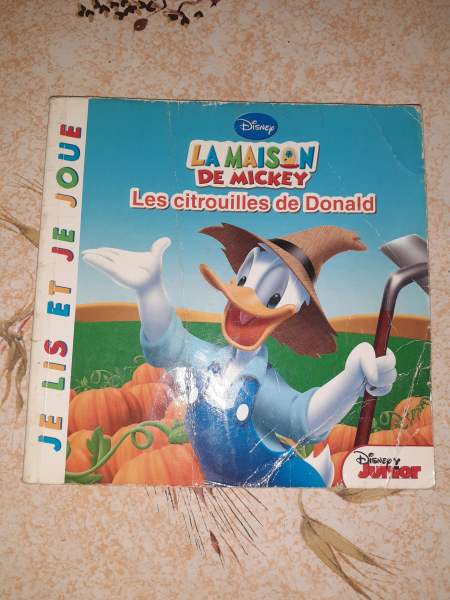 JE LIS ET JE JOUE
Disney
LA MAISON
DE MICKEY
Les citrouilles de Donald
Disney
Junior